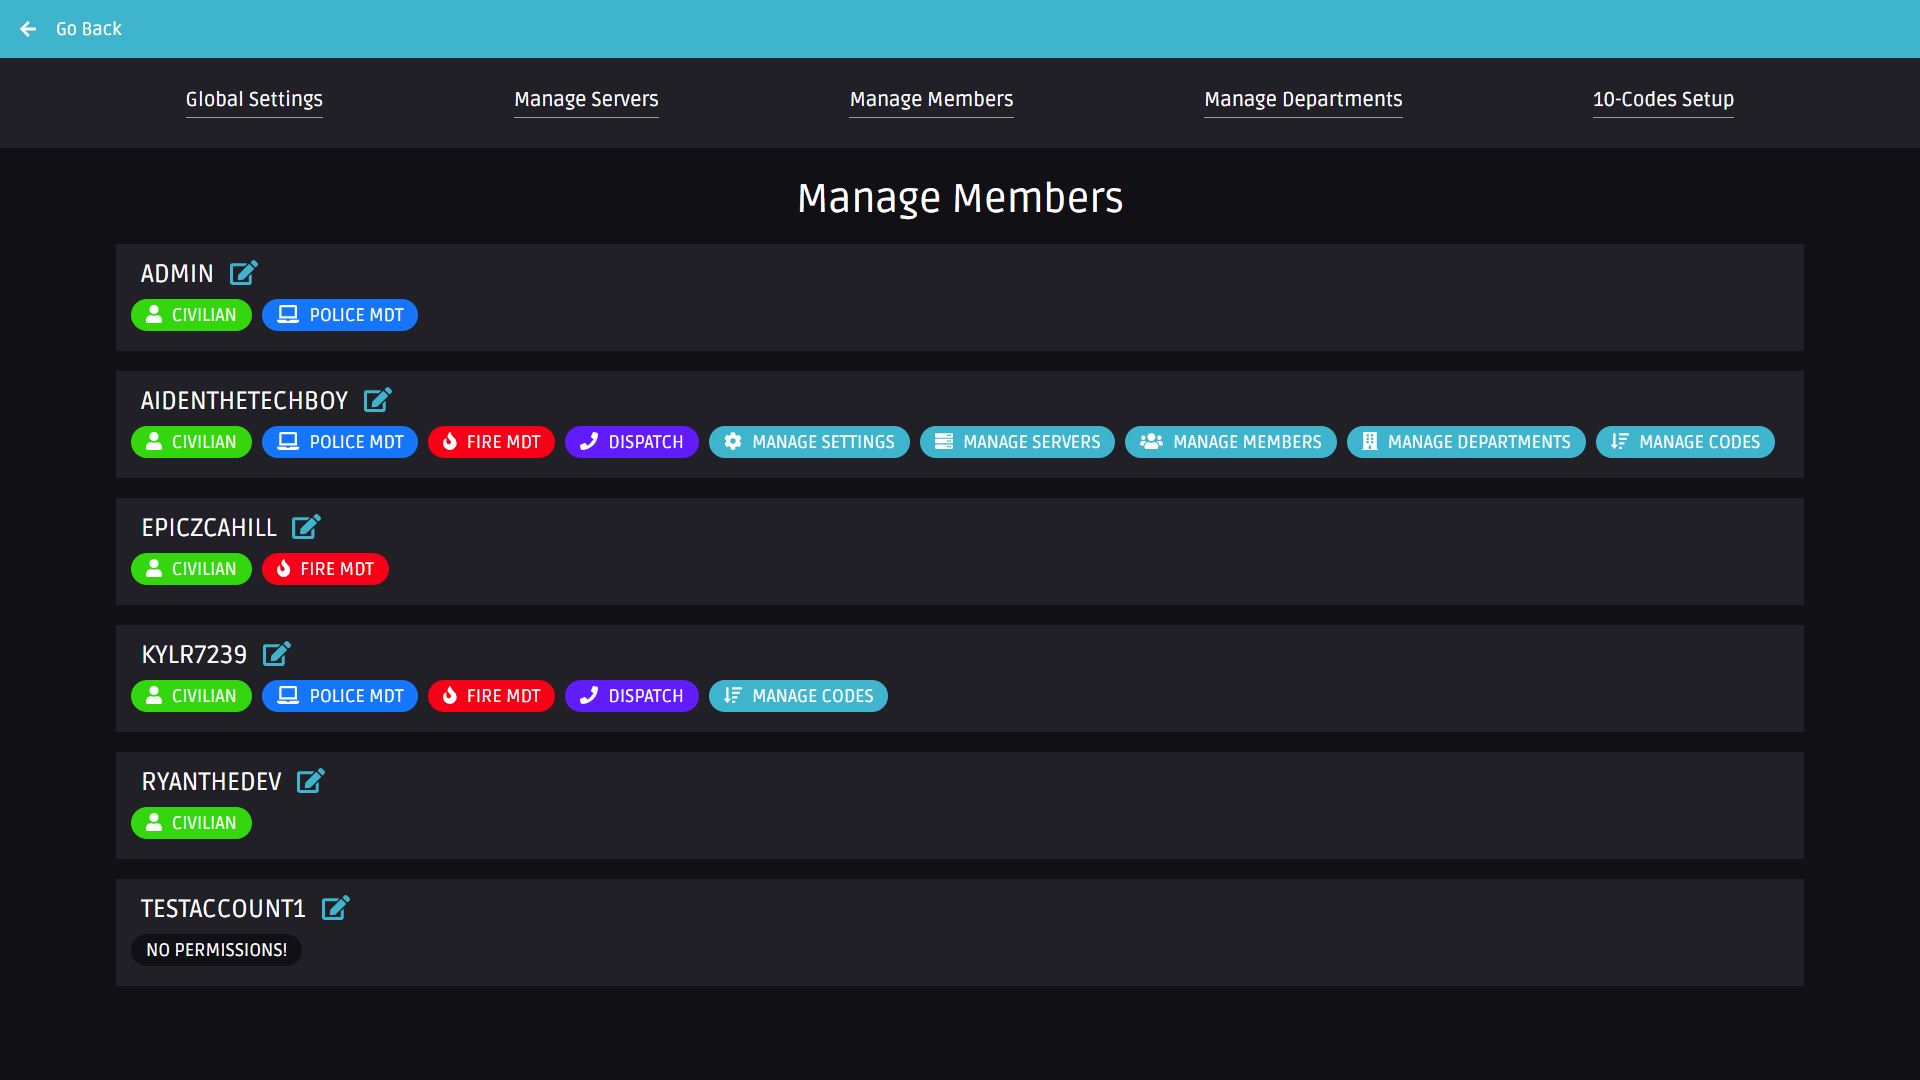 Go Back
Global Settings Manage Servers Manage Members Manage Departments 10-Codes Setup
Manage Members
ADMIN
CIVILIAN POLICE MDT
AIDENTHETECHBOY
CIVILIAN POLICE MDT FIRE MDT DISPATCH MANAGE SETTINGS MANAGE SERVERS MANAGE MEMBERS MANAGE DEPARTMENTS MANAGE CODES
EPICZCAHILL
CIVILIAN FIRE MDT
KYLR7239
CIVILIAN POLICE MDT FIRE MDT DISPATCH MANAGE CODES
RYANTHEDEV
CIVILIAN
TESTACCOUNT1
NO PERMISSIONS!